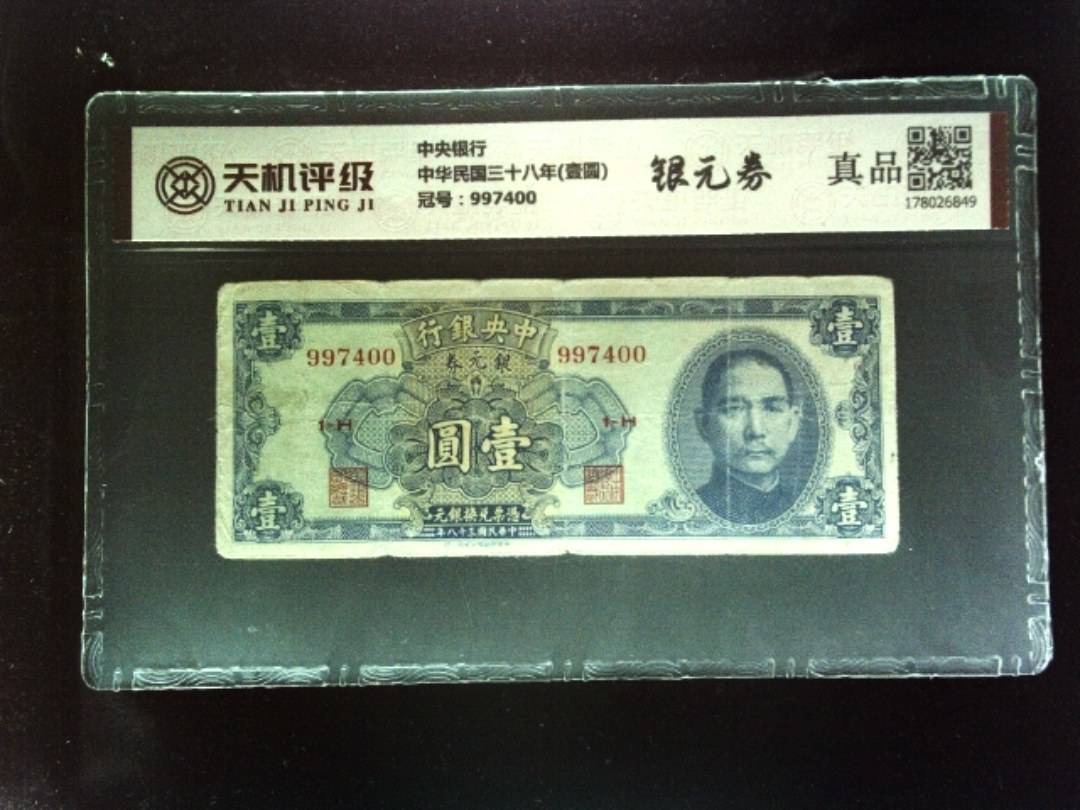 天机评级
TIAN JI PING JI
中央银行
中华民国三十八年(壹圆)
冠号：997400
银元券
真品
178026849
壹
壹
行銀央中
997400
997400
券元銀
1-H
1-H
圓壹
壹
壹
元銀換兌票憑
年八十三國民華中